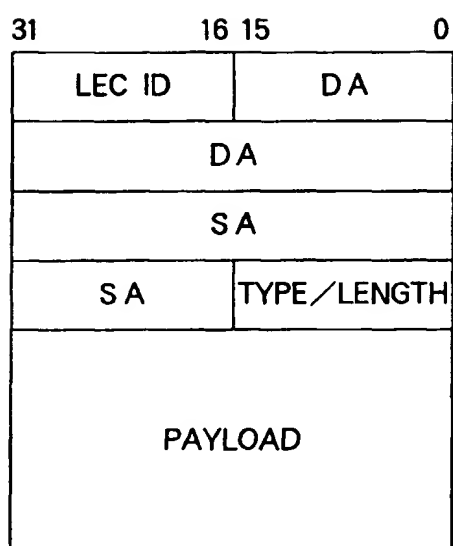 31 16 15 0
LEC ID DA
DA
SA
SA TYPE/LENGTH
PAYLOAD